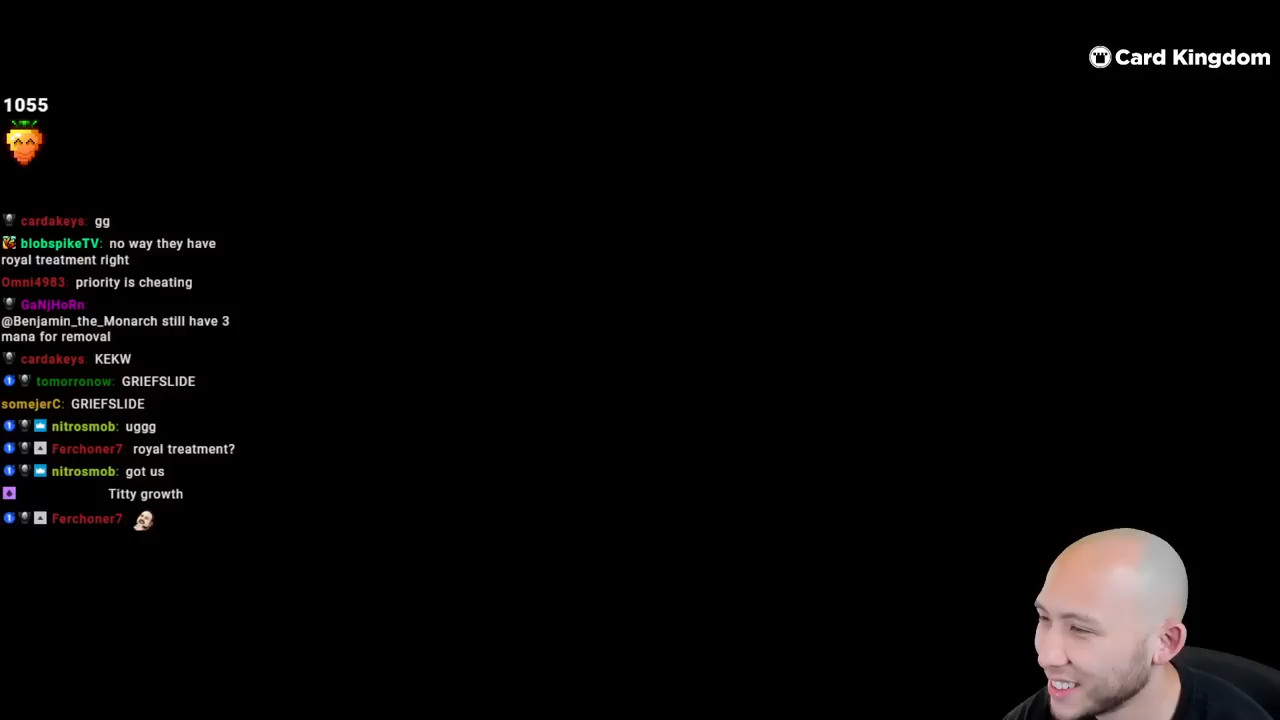 Card Kingdom
1055
cardakeys: gg
blobspikeTV: no way they have
royal treatment right
Omni4983: priority is cheating
GaNjHoRn:
@Benjamin_the_Monarch still have 3
mana for removal
cardakeys: KEKW
tomorronow: GRIEFSLIDE
somejerC: GRIEFSLIDE
nitrosmob: uggg
Ferchoner7 royal treatment?
nitrosmob: got us
Titty growth
Ferchoner7